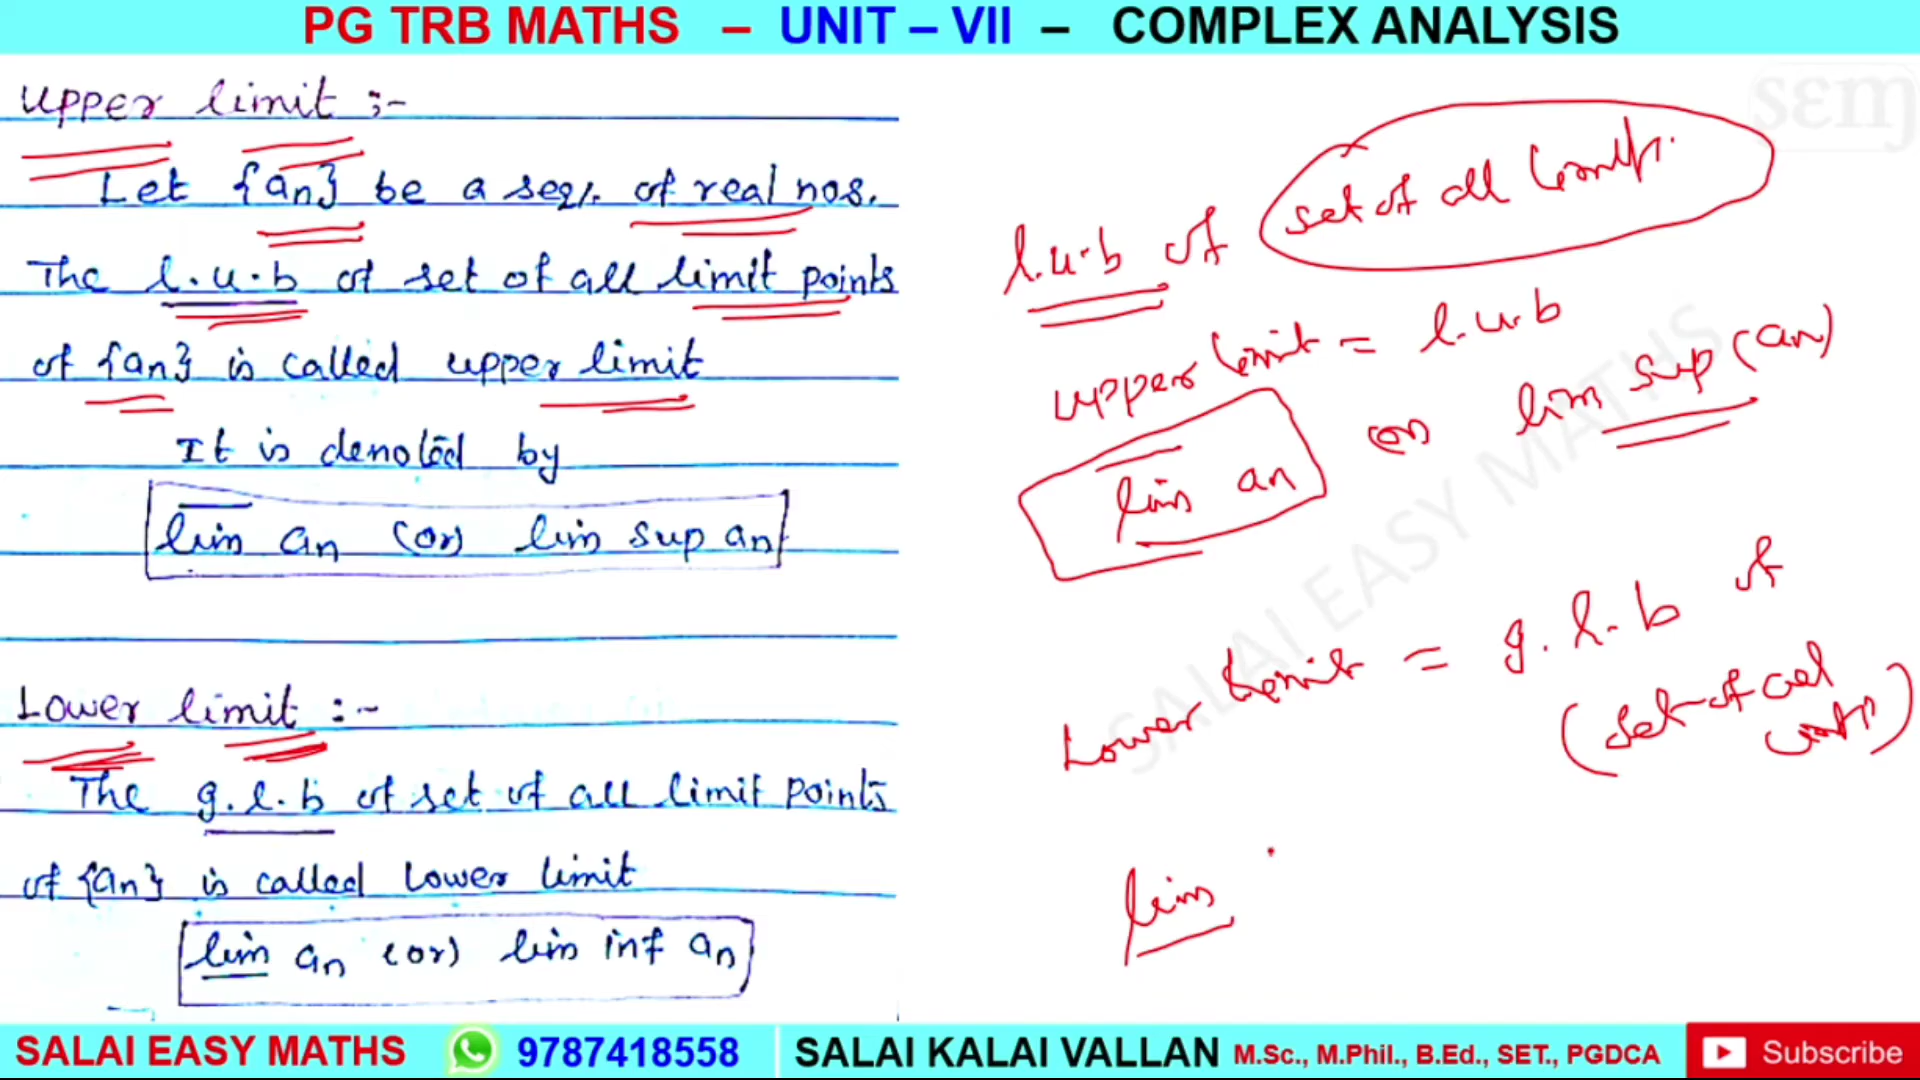 PG TRB MATHS – UNIT – VII – COMPLEX ANALYSIS
sem
upper limit :-
Let {an} be a seq. of real nos.
The l.u.b of set of all limit points
of {an} is called upper limit
It is denoted by
lim an (or) lim sup an
Lower limit :-
The g.l.b of set of all limit points
of {an} is called Lower limit
lim an (or) lim inf an
l.u.b of set of all
upper limit = l.u.b
lim an (or) lim sup (an)
Lower limit = g.l.b of
(set of all
lim
SALAI EASY MATHS
SALAI EASY MATHS 9787418558 SALAI KALAI VALLAN M.Sc., M.Phil., B.Ed., SET., PGDCA Subscribe